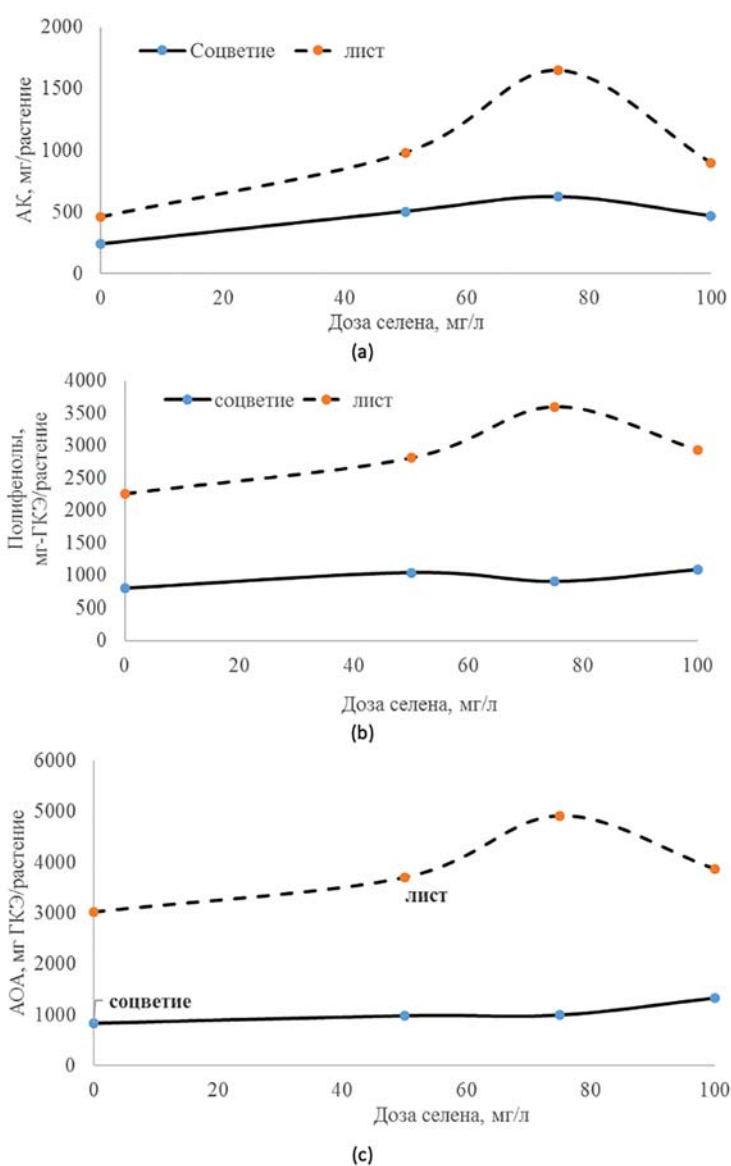 2000
Соцветие
лист
1500
1000
500
0
АК, мг/растение
0 20 40 60 80 100
Доза селена, мг/л
(a)
4000
соцветие
лист
3500
3000
2500
2000
1500
1000
500
0
Полифенолы,
мг-ГКЭ/растение
0 20 40 60 80 100
Доза селена, мг/л
(b)
6000
5000
4000
лист
3000
2000
соцветие
1000
0
АОА, мг ГКЭ/растение
0 20 40 60 80 100
Доза селена, мг/л
(c)